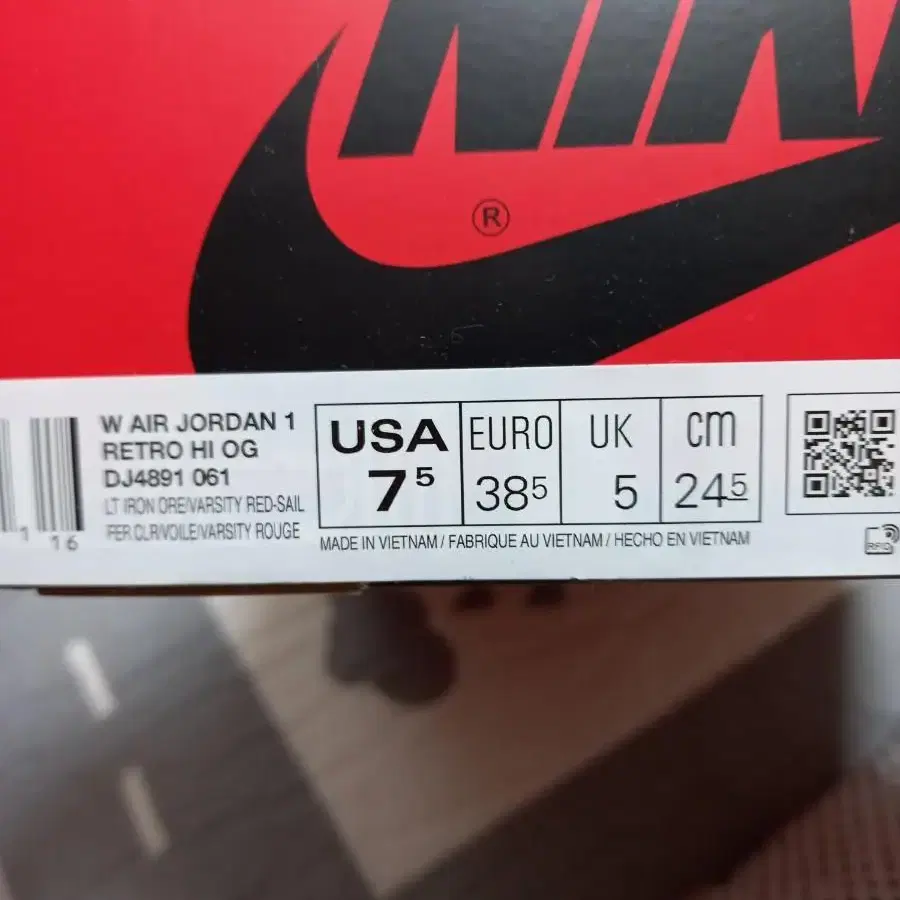 NIKE
®
W AIR JORDAN 1
RETRO HI OG
DJ4891 061
LT IRON ORE/VARSITY RED-SAIL
FER CLR/VOILE/VARSITY ROUGE
1 16
USA EURO UK cm
7⁵ 38⁵ 5 24⁵
MADE IN VIETNAM / FABRIQUE AU VIETNAM / HECHO EN VIETNAM
RFID